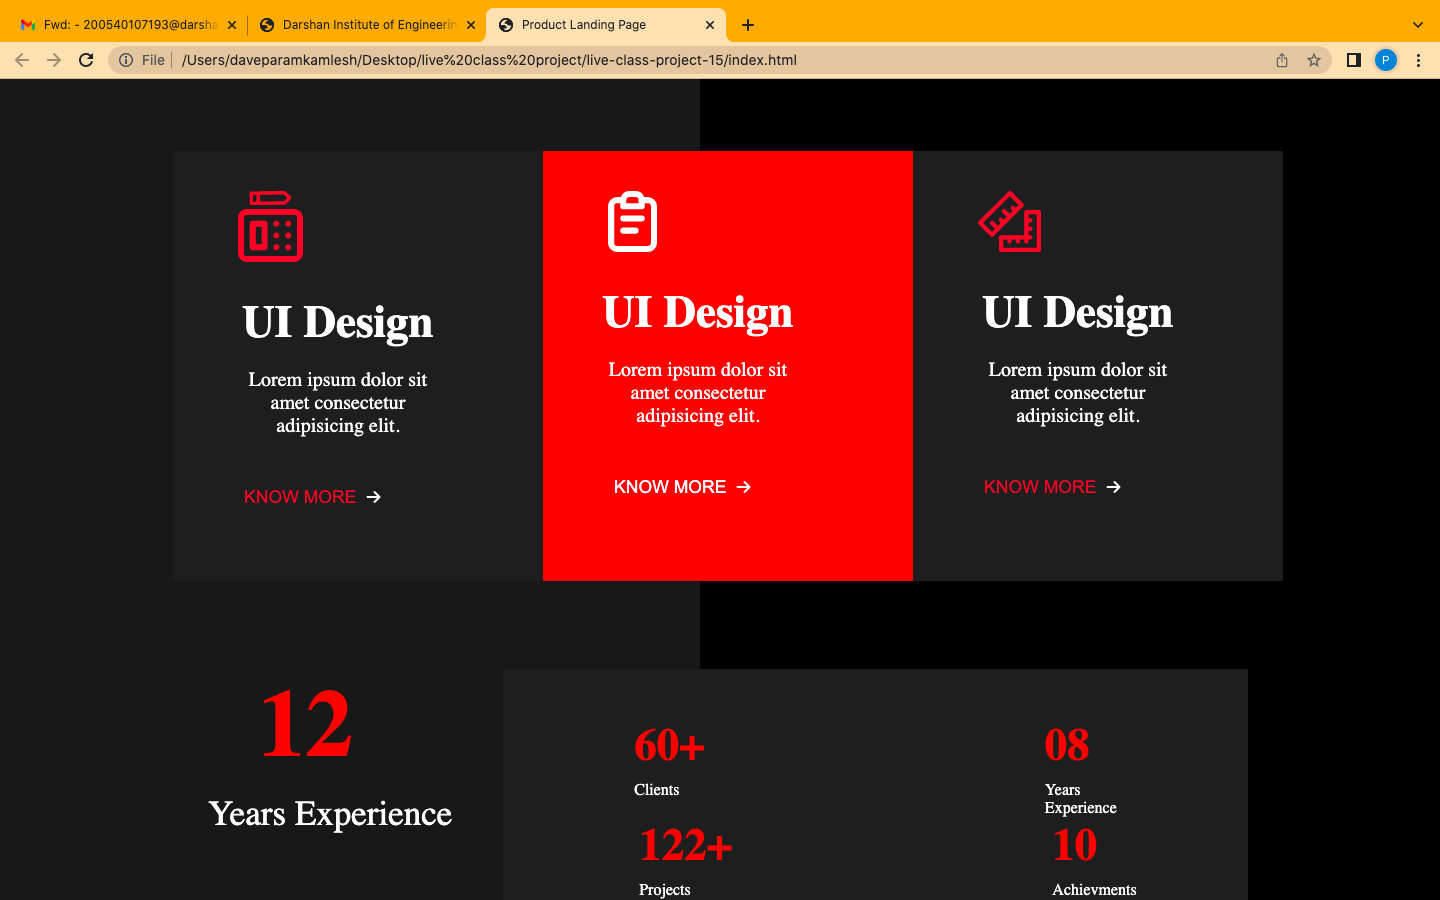 Fwd: - 200540107193@darsha
Darshan Institute of Engineerin
Product Landing Page
File
/Users/daveparamkamlesh/Desktop/live%20class%20project/live-class-project-15/index.html
P
UI Design
Lorem ipsum dolor sit
amet consectetur
adipisicing elit.
KNOW MORE →
UI Design
Lorem ipsum dolor sit
amet consectetur
adipisicing elit.
KNOW MORE →
UI Design
Lorem ipsum dolor sit
amet consectetur
adipisicing elit.
KNOW MORE →
12
Years Experience
60+
Clients
08
Years
Experience
122+
Projects
10
Achievments